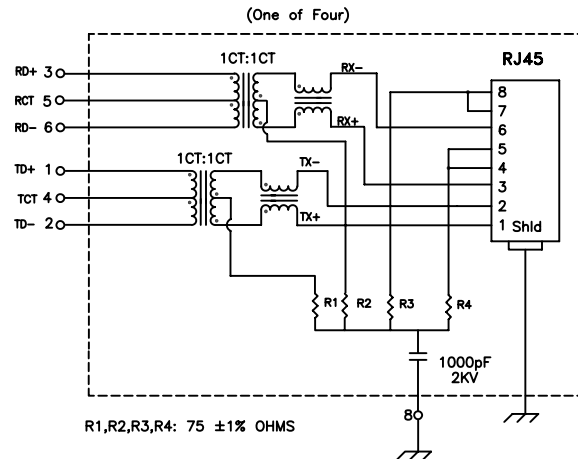 (One of Four)
1CT:1CT
RX-
RJ45
RD+ 3
RCT 5
RD- 6
RX+
8
7
6
5
4
3
2
1 Shld
1CT:1CT
TX-
TD+ 1
TCT 4
TD- 2
TX+
R1
R2
R3
R4
1000pF
2KV
8
R1,R2,R3,R4: 75 ±1% OHMS